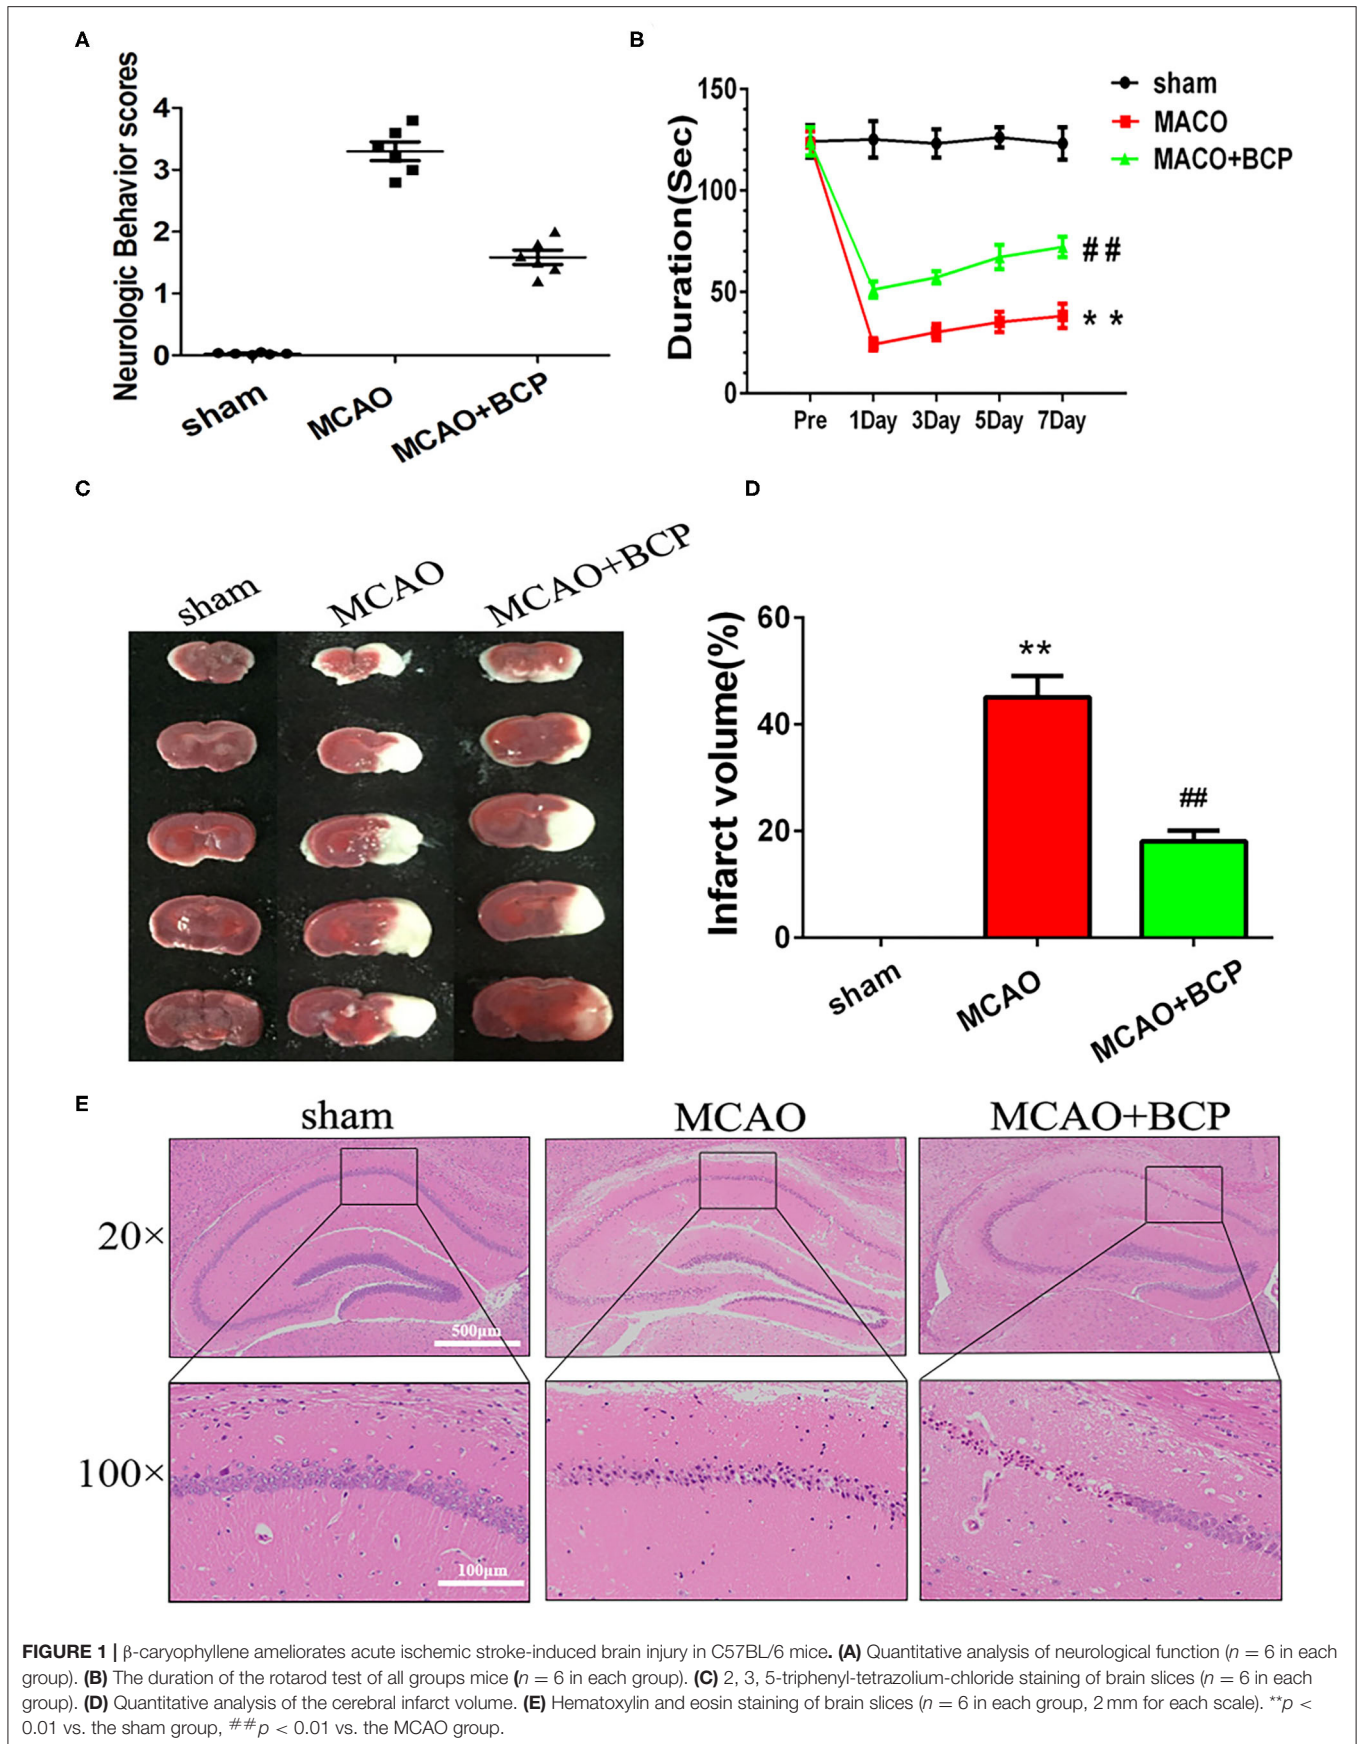 A
Neurologic Behavior scores
4
3
2
1
0
sham
MCAO
MCAO+BCP
B
Duration(Sec)
150
100
50
0
Pre 1Day 3Day 5Day 7Day
sham
MACO
MACO+BCP
##
* *
C
sham
MCAO
MCAO+BCP
D
Infarct volume(%)
60
40
20
0
**
##
sham
MCAO
MCAO+BCP
E
sham
MCAO
MCAO+BCP
20×
500μm
100×
100μm
FIGURE 1 | β-caryophyllene ameliorates acute ischemic stroke-induced brain injury in C57BL/6 mice. (A) Quantitative analysis of neurological function (n = 6 in each
group). (B) The duration of the rotarod test of all groups mice (n = 6 in each group). (C) 2, 3, 5-triphenyl-tetrazolium-chloride staining of brain slices (n = 6 in each
group). (D) Quantitative analysis of the cerebral infarct volume. (E) Hematoxylin and eosin staining of brain slices (n = 6 in each group, 2 mm for each scale). **p <
0.01 vs. the sham group, ##p < 0.01 vs. the MCAO group.